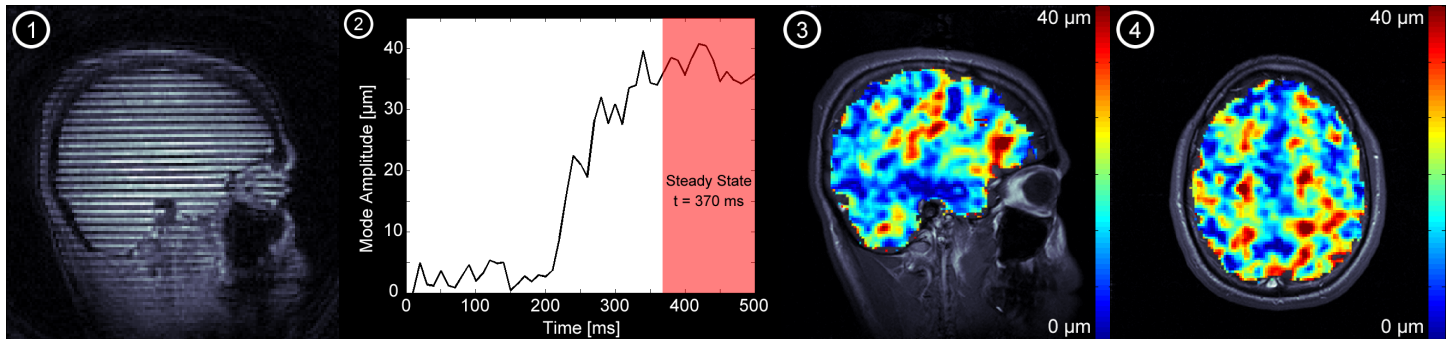 1
2
Mode Amplitude [µm]
40
30
20
10
0
Steady State
t = 370 ms
0 100 200 300 400 500
Time [ms]
3
40 µm
0 µm
4
40 µm
0 µm